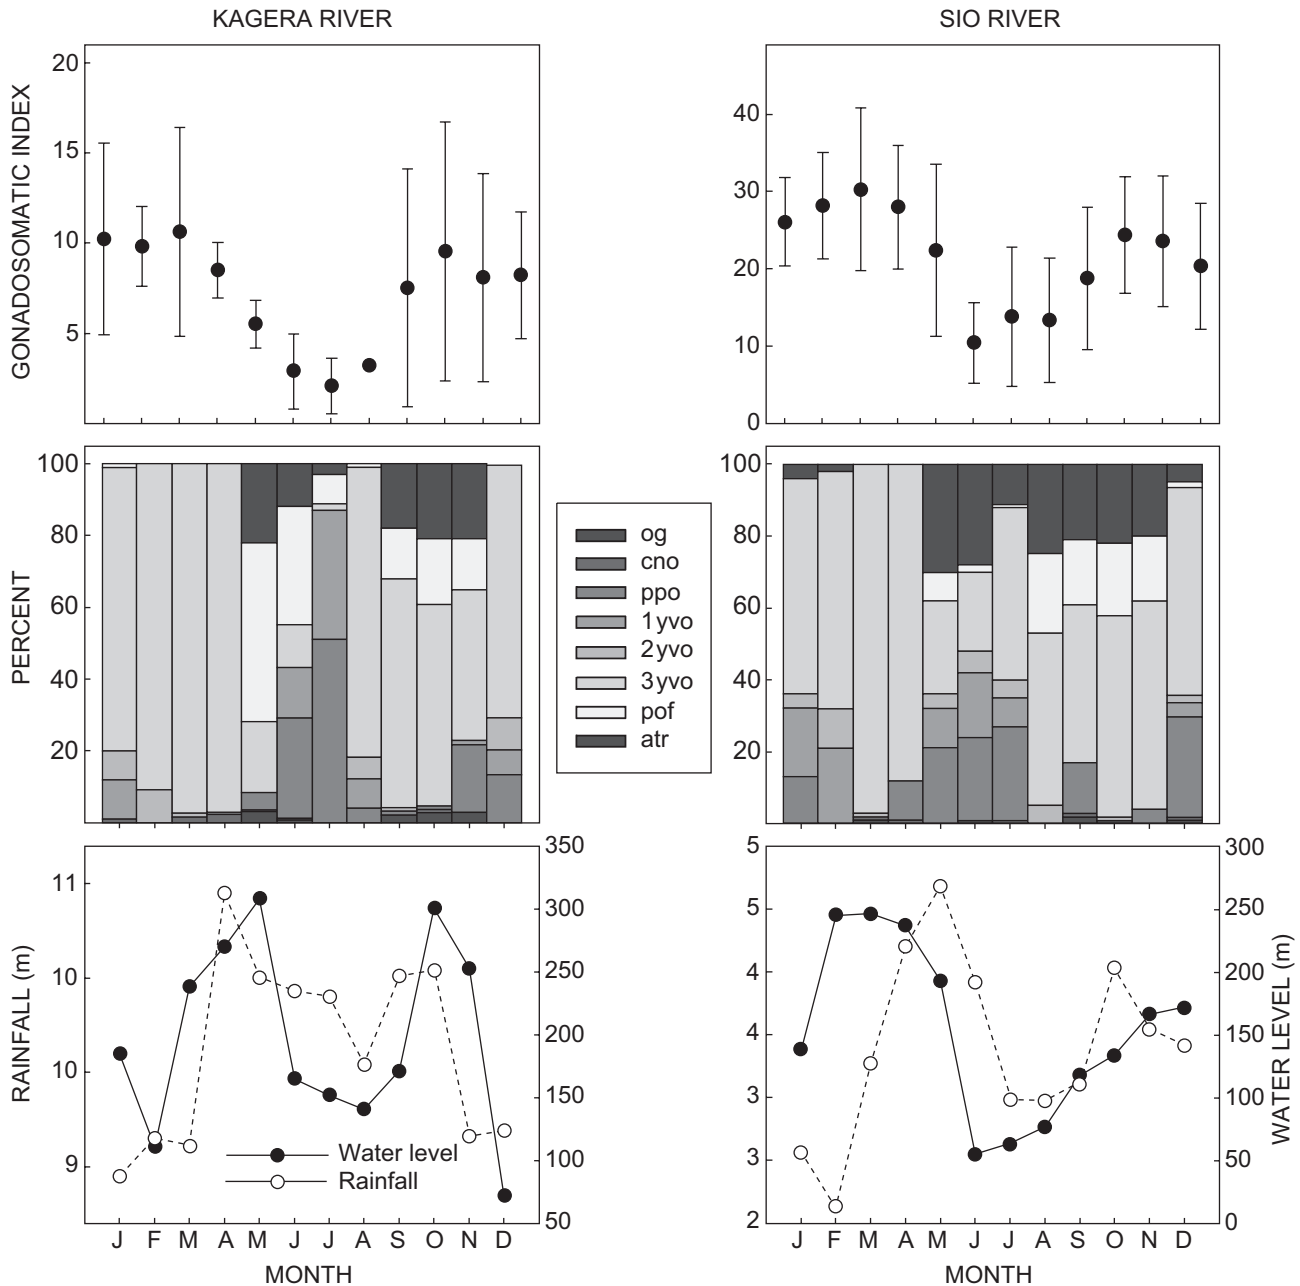 KAGERA RIVER
SIO RIVER
GONADOSOMATIC INDEX
20
15
10
5
40
30
20
10
0
PERCENT
100
80
60
40
20
og
cno
ppo
1yvo
2yvo
3yvo
pof
atr
100
80
60
40
20
RAINFALL (m)
11
10
10
9
350
300
250
200
150
100
50
Water level
Rainfall
J F M A M J J A S O N D
MONTH
5
5
4
4
3
3
2
300
250
200
150
100
50
0
WATER LEVEL (m)
J F M A M J J A S O N D
MONTH